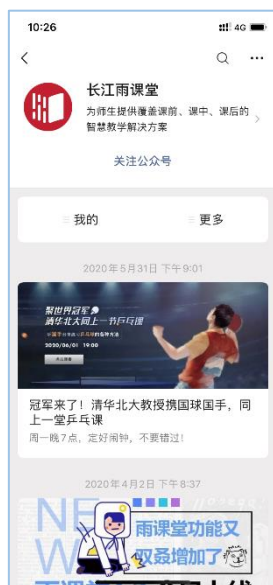 10:26
4G
长江雨课堂
为师生提供覆盖课前、课中、课后的
智慧教学解决方案
关注公众号
我的
更多
2020年5月31日 下午9:01
聚世界冠军
清华北大同上一节乒乓课
2020/06/01 19:00
冠军来了！清华北大教授携国球国手，同
上一堂乒乓课
周一晚7点，定好闹钟，不要错过！
2020年4月2日 下午8:37
NE
W
雨课堂功能又
双叒增加了